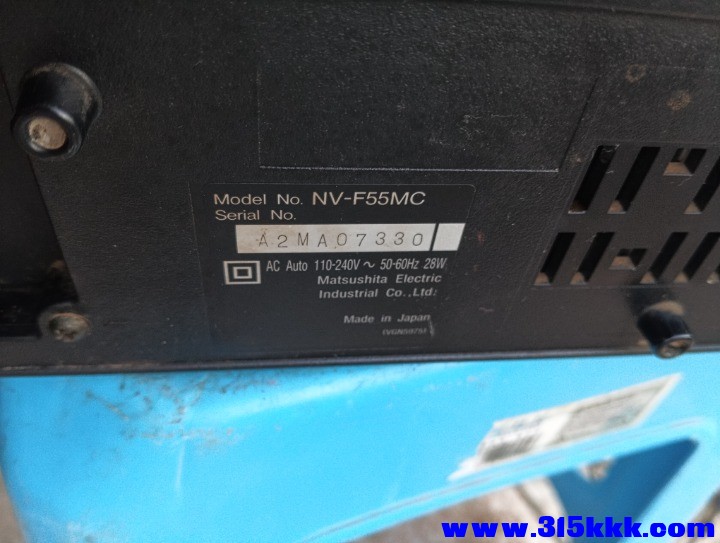 Model No. NV-F55MC
Serial No.
A2MA07330
AC Auto 110-240V ~ 50-60Hz 28W
Matsushita Electric
Industrial Co.,Ltd.
Made in Japan
www.315kkk.com